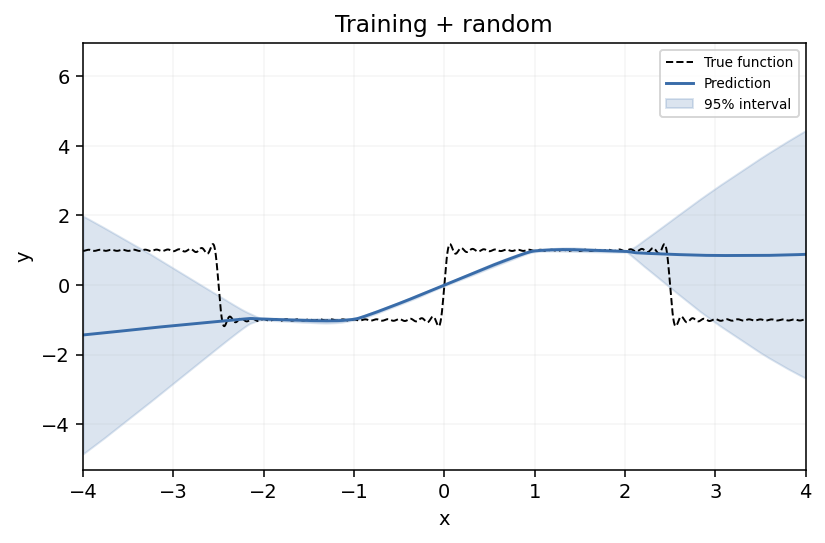 Training + random
True function
Prediction
95% interval
6
4
2
0
−2
−4
y
−4 −3 −2 −1 0 1 2 3 4
x